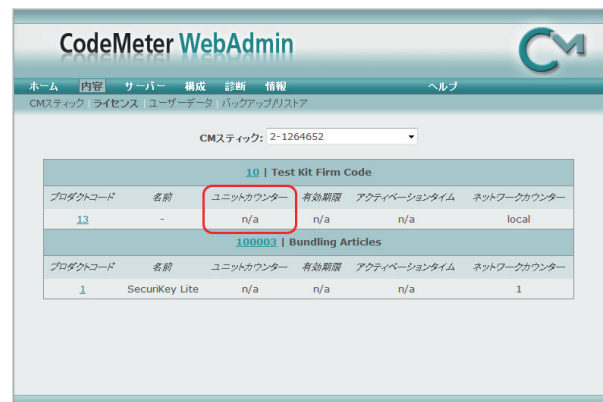 CodeMeter WebAdmin
CM
ホーム 内容 サーバー 構成 診断 情報 ヘルプ
CMスティック | ライセンス | ユーザーデータ | バックアップ/リストア
CMスティック: 2-1264652
10 | Test Kit Firm Code
プロダクトコード 名前 ユニットカウンター 有効期限 アクティベーションタイム ネットワークカウンター
13 - n/a n/a n/a local
100003 | Bundling Articles
プロダクトコード 名前 ユニットカウンター 有効期限 アクティベーションタイム ネットワークカウンター
1 SecuriKey Lite n/a n/a n/a 1